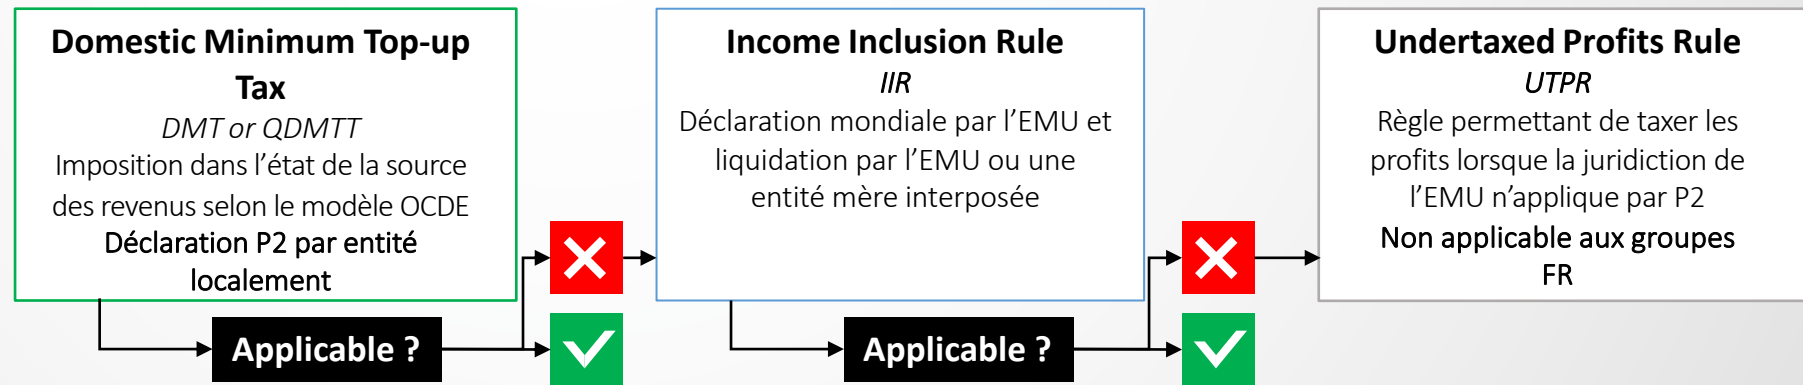 Domestic Minimum Top-up
Tax
DMT or QDMTT
Imposition dans l’état de la source
des revenus selon le modèle OCDE
Déclaration P2 par entité
localement
Applicable ?
Income Inclusion Rule
IIR
Déclaration mondiale par l’EMU et
liquidation par l’EMU ou une
entité mère interposée
Applicable ?
Undertaxed Profits Rule
UTPR
Règle permettant de taxer les
profits lorsque la juridiction de
l’EMU n’applique par P2
Non applicable aux groupes
FR